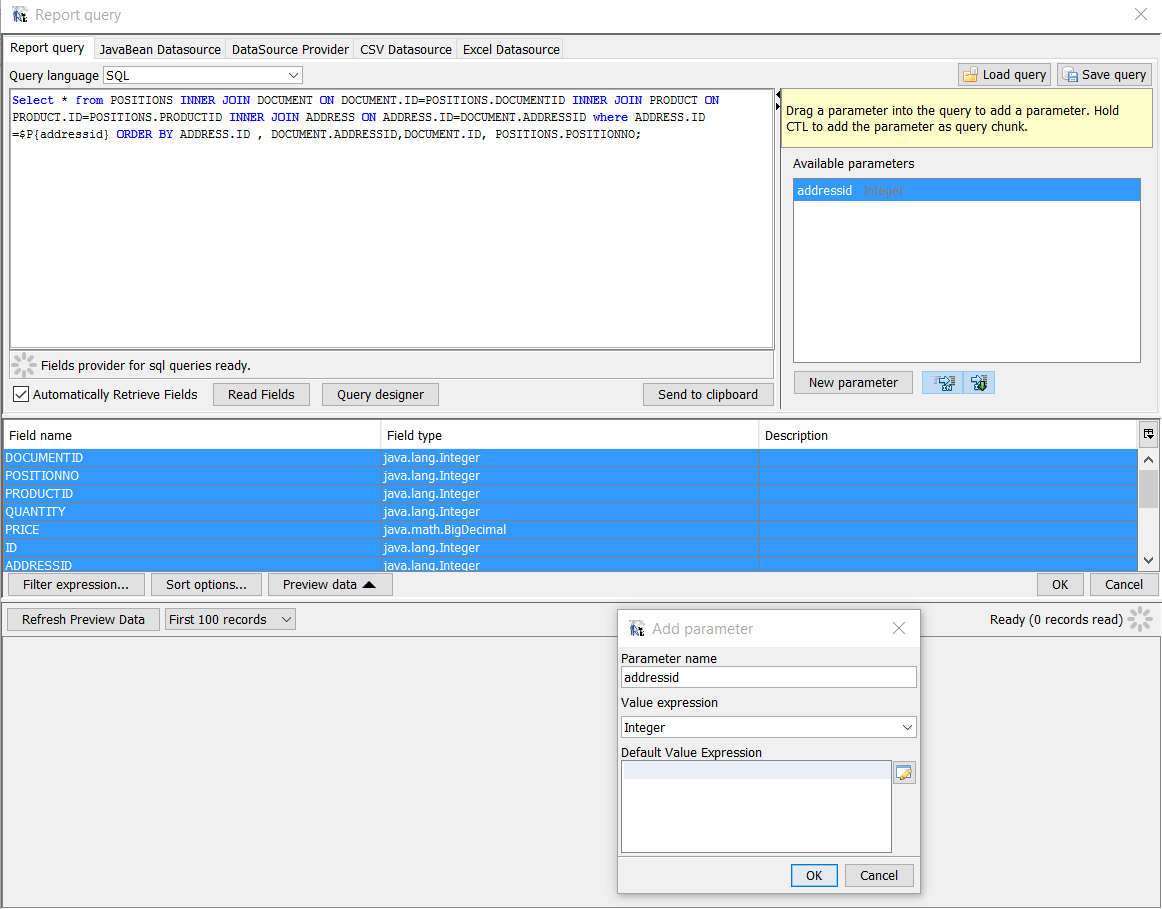 Report query
Report query JavaBean Datasource DataSource Provider CSV Datasource Excel Datasource
Query language SQL Load query Save query
Select * from POSITIONS INNER JOIN DOCUMENT ON DOCUMENT.ID=POSITIONS.DOCUMENTID INNER JOIN PRODUCT ON
PRODUCT.ID=POSITIONS.PRODUCTID INNER JOIN ADDRESS ON ADDRESS.ID=DOCUMENT.ADDRESSID where ADDRESS.ID
=$P{addressid} ORDER BY ADDRESS.ID , DOCUMENT.ADDRESSID,DOCUMENT.ID, POSITIONS.POSITIONNO;
Drag a parameter into the query to add a parameter. Hold
CTL to add the parameter as query chunk.
Available parameters
addressid Integer
Fields provider for sql queries ready.
Automatically Retrieve Fields Read Fields Query designer Send to clipboard
New parameter
Field name Field type Description
DOCUMENTID java.lang.Integer
POSITIONNO java.lang.Integer
PRODUCTID java.lang.Integer
QUANTITY java.lang.Integer
PRICE java.math.BigDecimal
ID java.lang.Integer
ADDRESSID java.lang.Integer
Filter expression... Sort options... Preview data OK Cancel
Refresh Preview Data First 100 records Ready (0 records read)
Add parameter
Parameter name
addressid
Value expression
Integer
Default Value Expression
OK Cancel